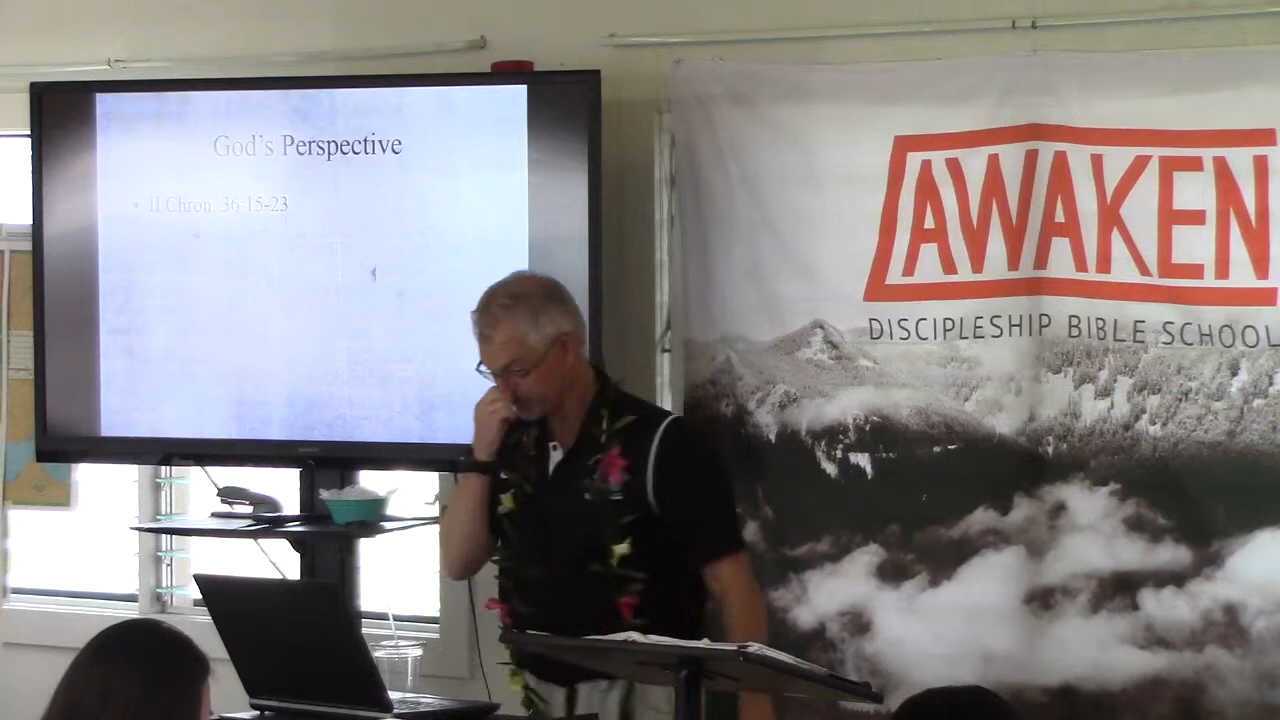 God's Perspective
• II Chron. 36:15-23
AWAKEN
DISCIPLESHIP BIBLE SCHOOL